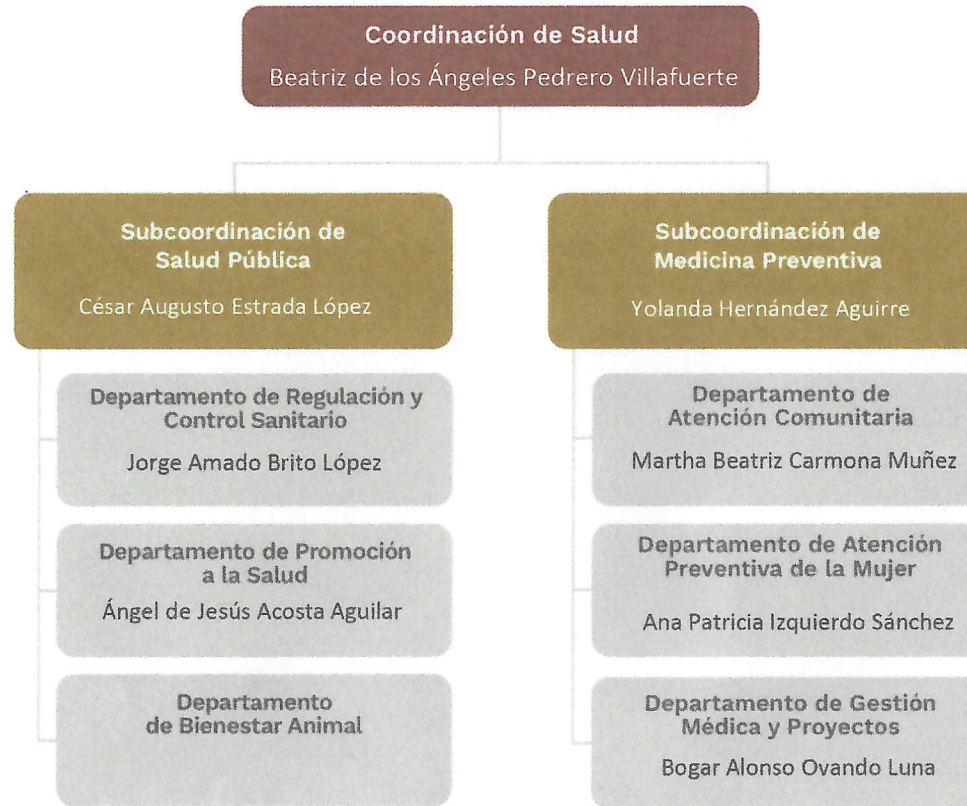 Coordinación de Salud
Beatriz de los Ángeles Pedrero Villafuerte
Subcoordinación de
Salud Pública
César Augusto Estrada López
Departamento de Regulación y
Control Sanitario
Jorge Amado Brito López
Departamento de Promoción
a la Salud
Ángel de Jesús Acosta Aguilar
Departamento
de Bienestar Animal
Subcoordinación de
Medicina Preventiva
Yolanda Hernández Aguirre
Departamento de
Atención Comunitaria
Martha Beatriz Carmona Muñez
Departamento de Atención
Preventiva de la Mujer
Ana Patricia Izquierdo Sánchez
Departamento de Gestión
Médica y Proyectos
Bogar Alonso Ovando Luna